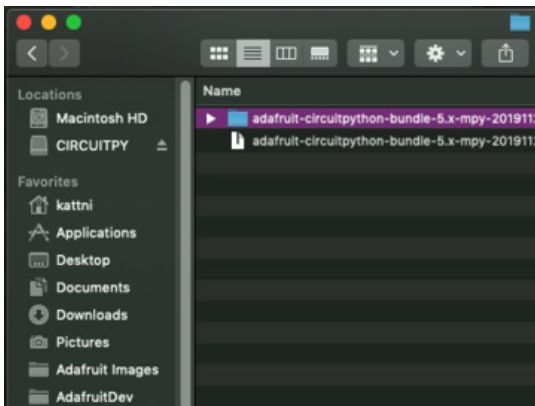 Name
Locations
Macintosh HD
CIRCUITPY
Favorites
kattni
Applications
Desktop
Documents
Downloads
Pictures
Adafruit Images
AdafruitDev
adafruit-circuitpython-bundle-5.x-mpy-201911
adafruit-circuitpython-bundle-5.x-mpy-201911